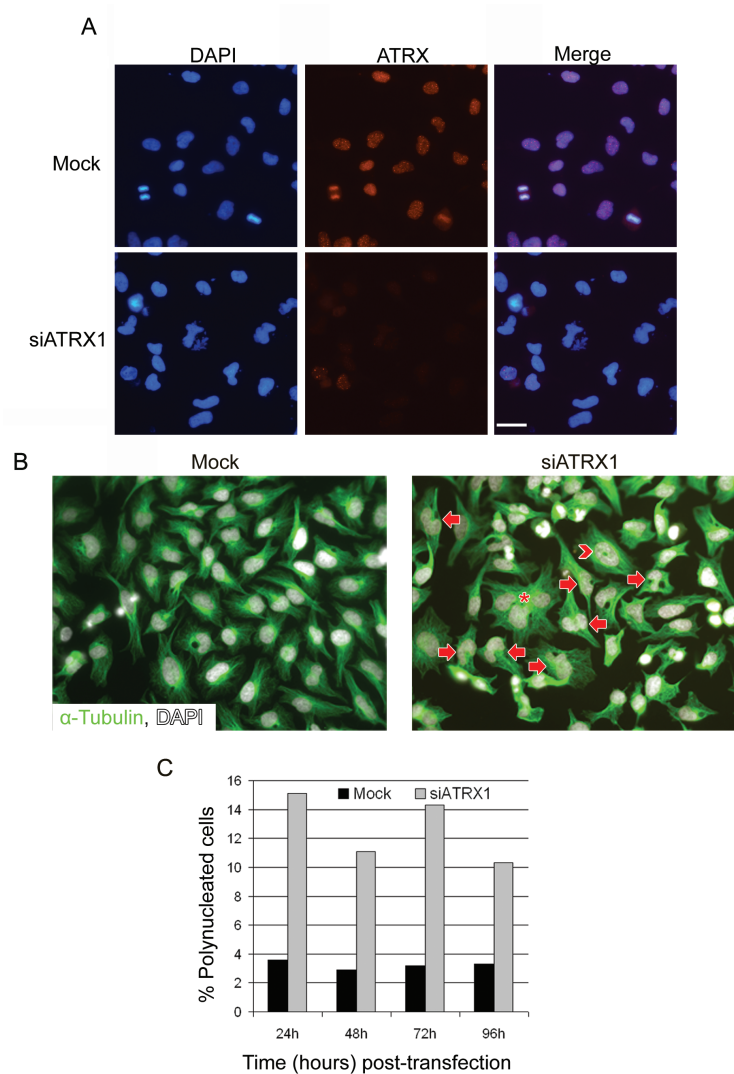 A
DAPI ATRX Merge
Mock
siATRX1
B
Mock siATRX1
*
α-Tubulin, DAPI
C
% Polynucleated cells
16
14
12
10
8
6
4
2
0
Mock siATRX1
24h 48h 72h 96h
Time (hours) post-transfection